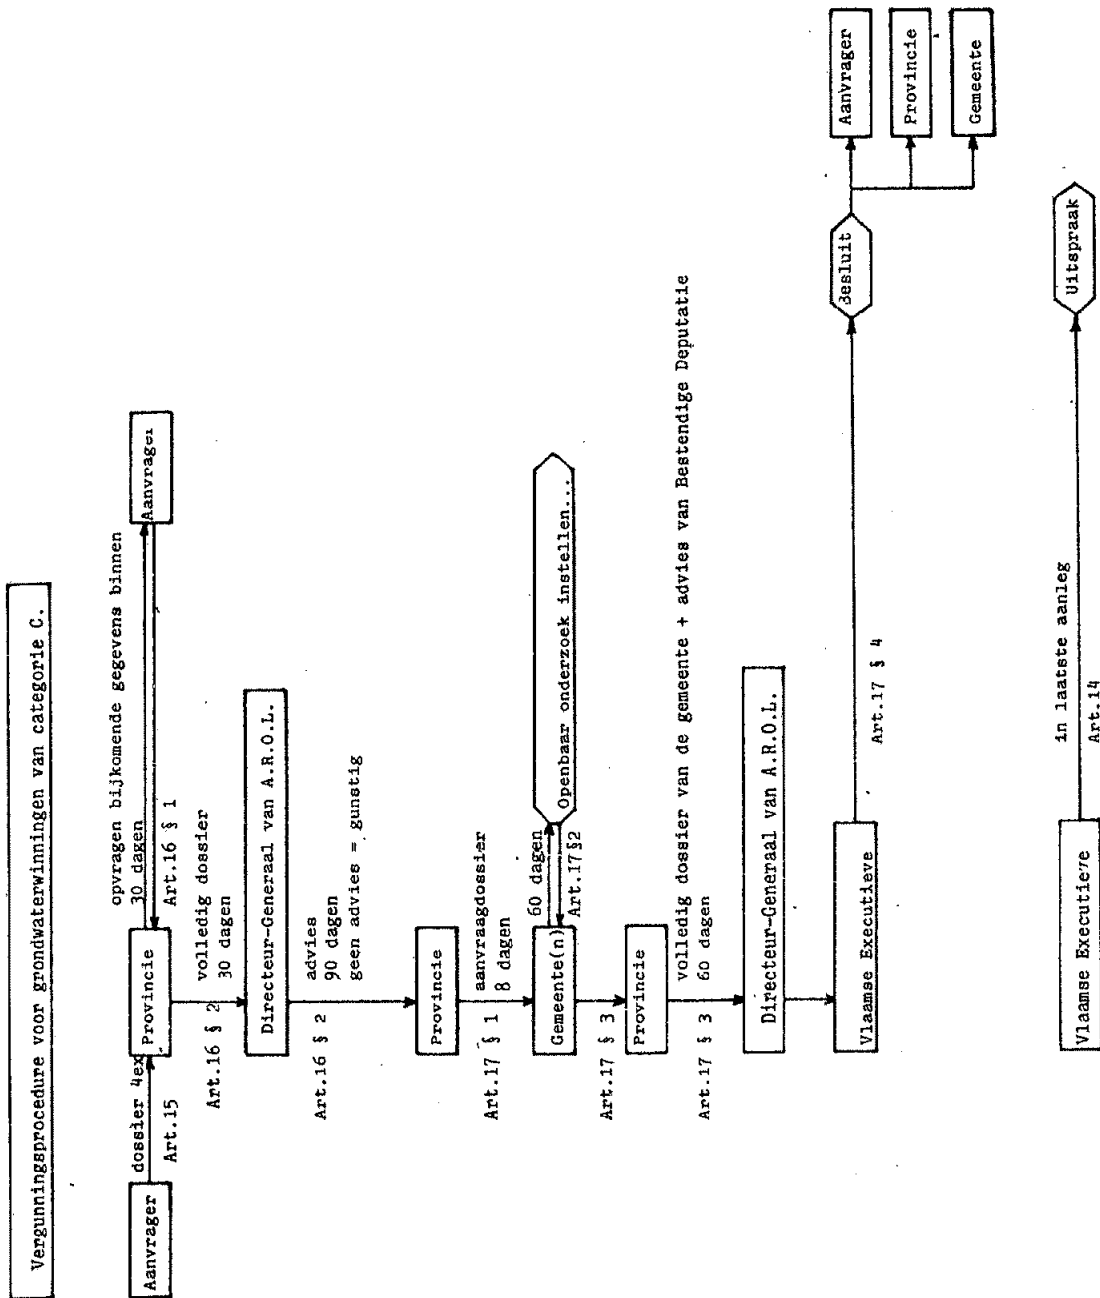 Vergunningsprocedure voor grondwaterwinningen van categorie C.
Aanvrager
dossier 4ex
Art.15
Provincie
opvragen bijkomende gegevens binnen
30 dagen
Art.16 § 1
Aanvrager
Art.16 § 2
volledig dossier
30 dagen
Directeur-Generaal van A.R.O.L.
Art.16 § 2
advies
90 dagen
geen advies = gunstig
Provincie
Art.17 § 1
aanvraagdossier
8 dagen
Gemeente(n)
60 dagen
Art.17 §2
Openbaar onderzoek instellen...
Art.17 § 3
Provincie
Art.17 § 3
volledig dossier van de gemeente + advies van Bestendige Deputatie
60 dagen
Directeur-Generaal van A.R.O.L.
Vlaamse Executieve
Art.17 § 4
Besluit
Aanvrager
Provincie
Gemeente
Vlaamse Executieve
in laatste aanleg
Art.14
Uitspraak